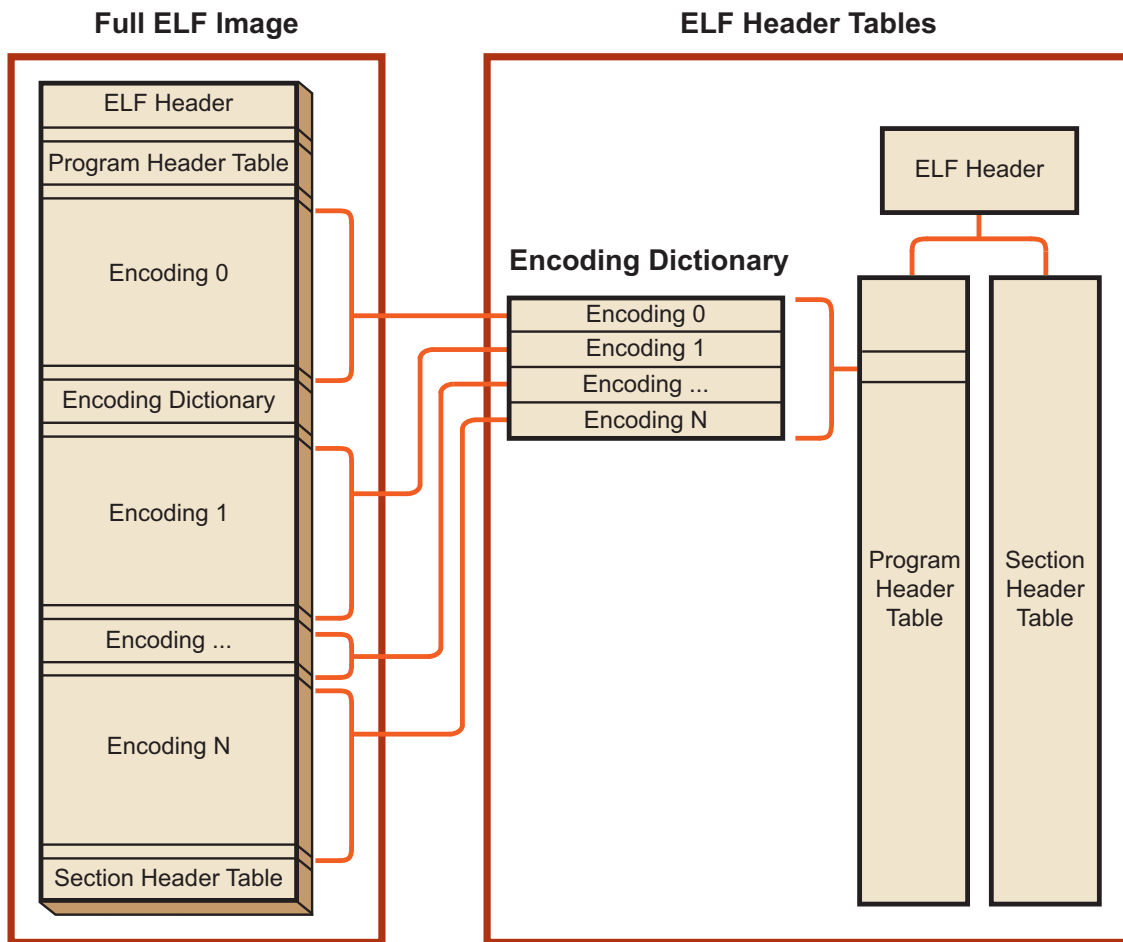 Full ELF Image
ELF Header
Program Header Table
Encoding 0
Encoding Dictionary
Encoding 1
Encoding ...
Encoding N
Section Header Table
ELF Header Tables
ELF Header
Encoding Dictionary
Encoding 0
Encoding 1
Encoding ...
Encoding N
Program
Header
Table
Section
Header
Table